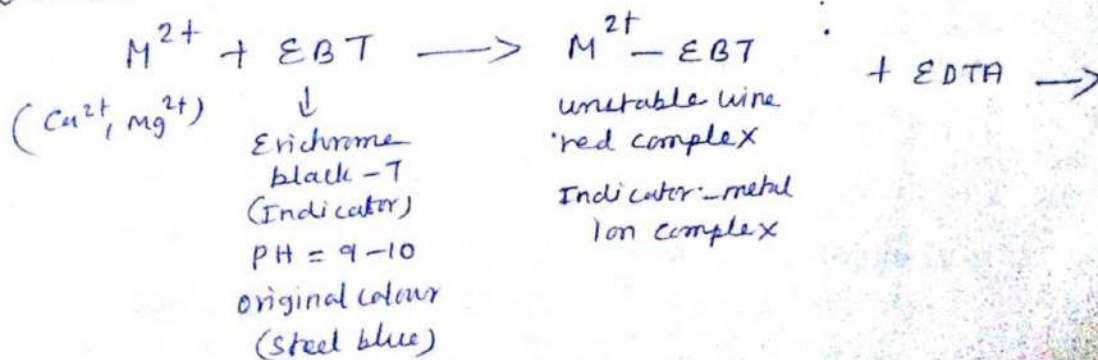 M²⁺ + EBT ⟶ M²⁺ – EBT + EDTA ⟶
(Ca²⁺, Mg²⁺)
↓
Erichrome
black-T
(Indicator)
PH = 9-10
original colour
(Steel blue)
unstable wine
red complex
Indicator-metal
Ion complex